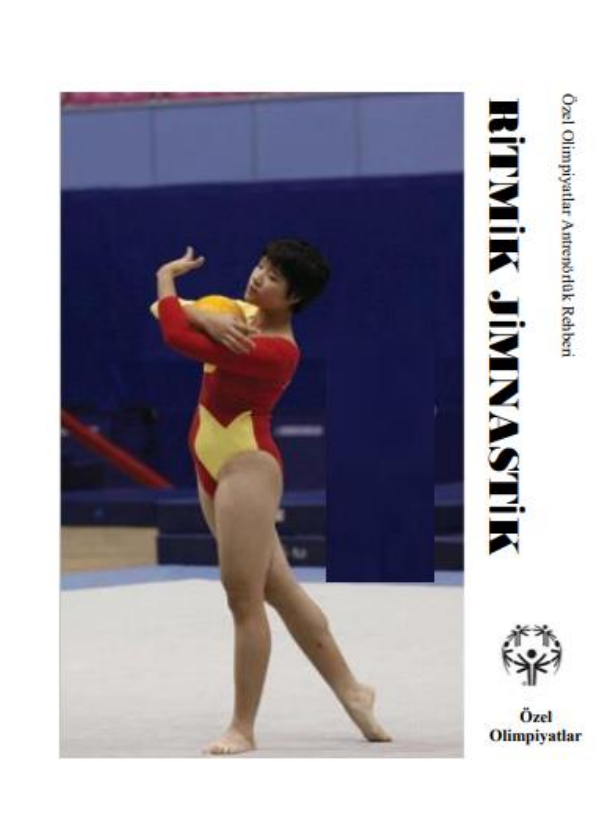 Özel Olimpiyatlar Antrenörlük Rehberi
RİTMİK JİMNASTİK
Özel
Olimpiyatlar